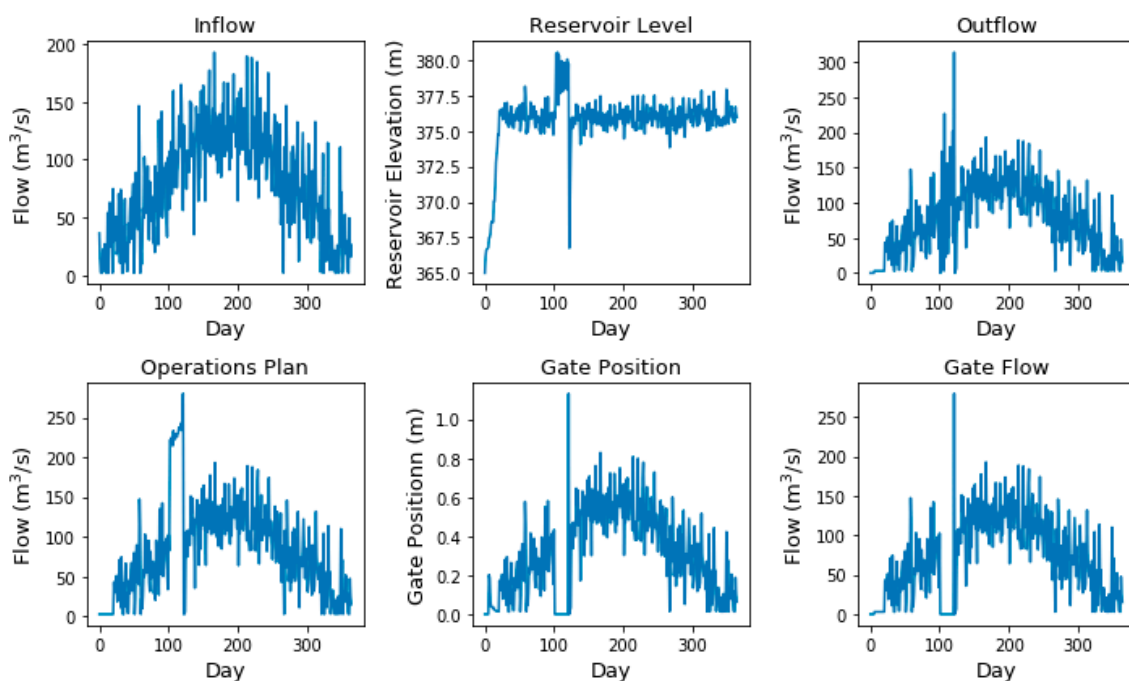 Inflow
Flow (m³/s)
200
150
100
50
0
0 100 200 300
Day
Reservoir Level
Reservoir Elevation (m)
380.0
377.5
375.0
372.5
370.0
367.5
365.0
0 100 200 300
Day
Outflow
Flow (m³/s)
300
250
200
150
100
50
0
0 100 200 300
Day
Operations Plan
Flow (m³/s)
250
200
150
100
50
0
0 100 200 300
Day
Gate Position
Gate Positionn (m)
1.0
0.8
0.6
0.4
0.2
0.0
0 100 200 300
Day
Gate Flow
Flow (m³/s)
250
200
150
100
50
0
0 100 200 300
Day